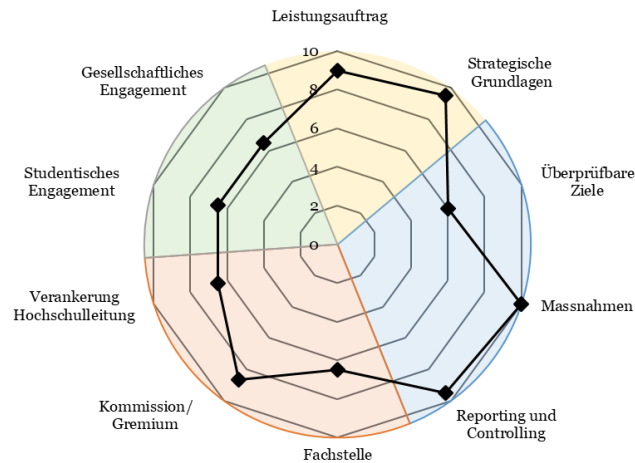 Leistungsauftrag
Strategische
Grundlagen
Überprüfbare
Ziele
Massnahmen
Reporting und
Controlling
Fachstelle
Kommission/
Gremium
Verankerung
Hochschulleitung
Studentisches
Engagement
Gesellschaftliches
Engagement
10
8
6
4
2
0